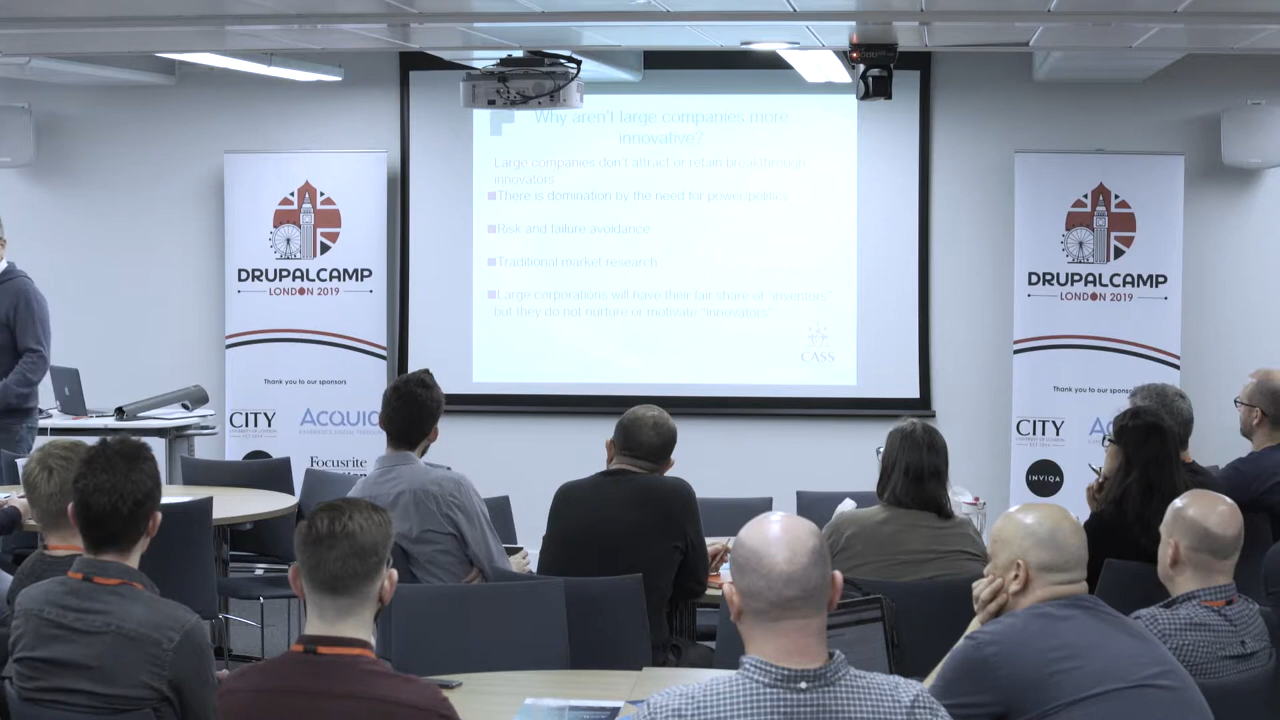 Why aren't large companies more
innovative?
Large companies don't attract or retain breakthrough
innovators
There is domination by the need for power/politics
Risk and failure avoidance
Traditional market research
Large corporations will have their fair share of "inventors"
but they do not nurture or motivate "innovators"
CASS
DRUPALCAMP
LONDON 2019
Thank you to our sponsors
CITY
Acquia
Focusrite
DRUPALCAMP
LONDON 2019
Thank you to our sponsors
CITY
INVIQA